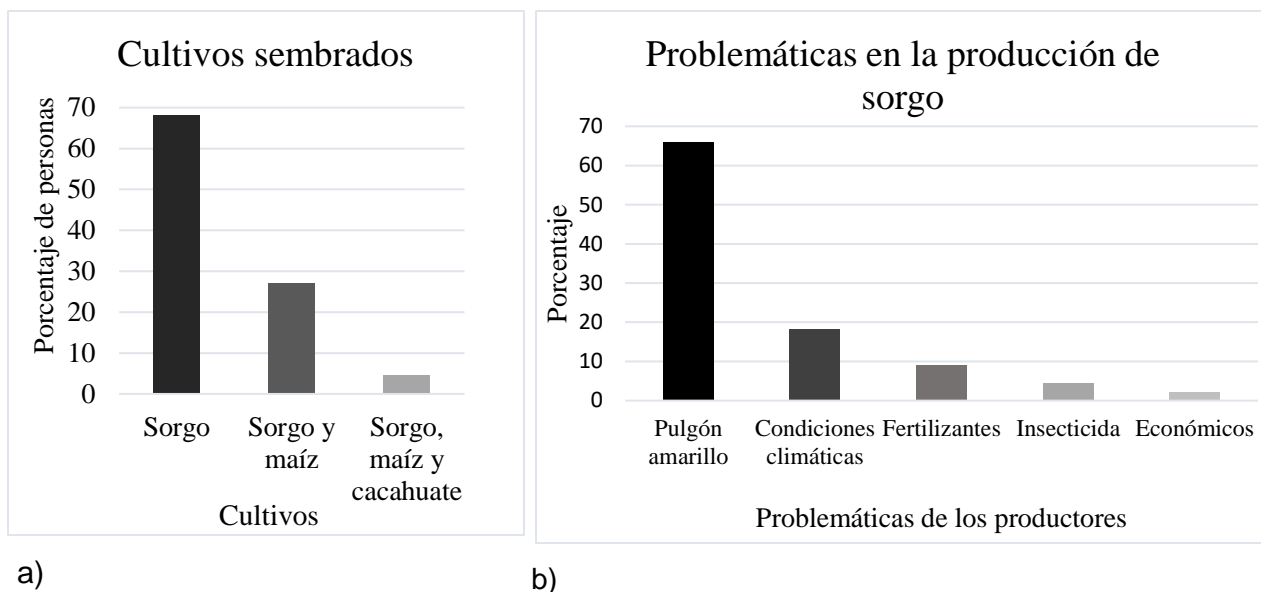 Cultivos sembrados
Porcentaje de personas
70
60
50
40
30
20
10
0
Sorgo
Sorgo y
maíz
Sorgo,
maíz y
cacahuate
Cultivos
a)
Problemáticas en la producción de
sorgo
Porcentaje
70
60
50
40
30
20
10
0
Pulgón
amarillo
Condiciones
climáticas
Fertilizantes
Insecticida
Económicos
Problemáticas de los productores
b)